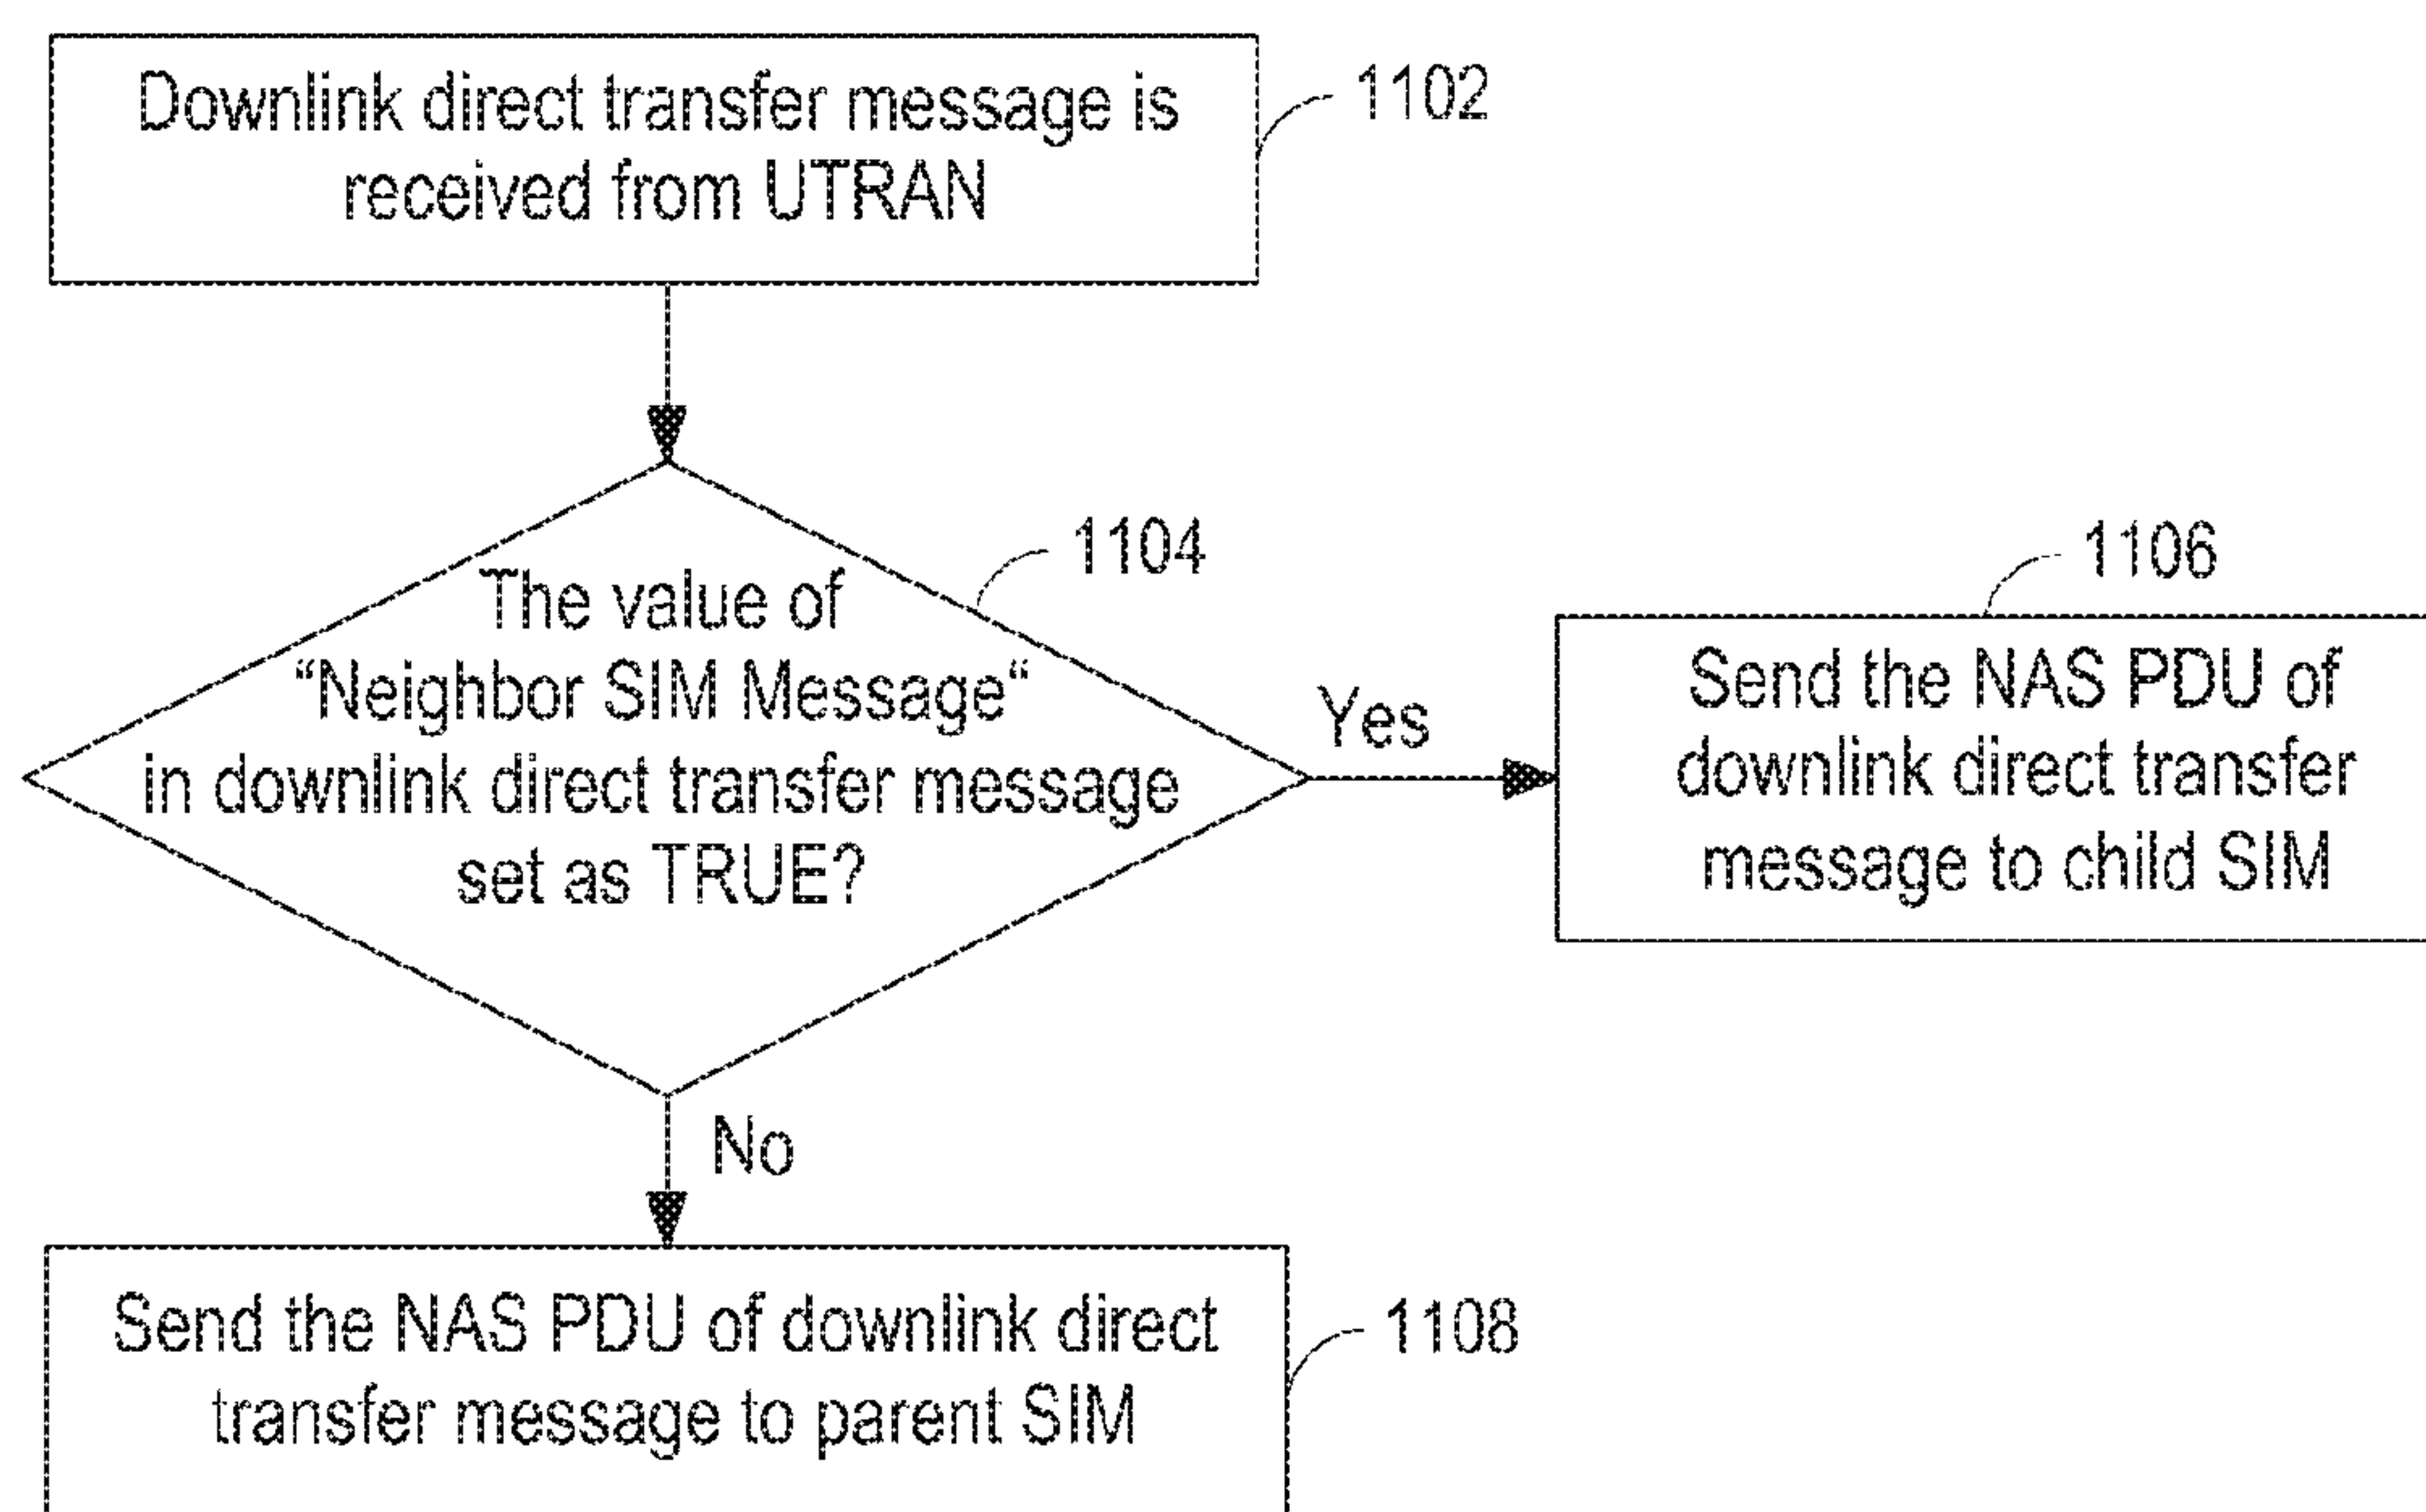 Downlink direct transfer message is
received from UTRAN
1102
The value of
“Neighbor SIM Message“
in downlink direct transfer message
set as TRUE?
1104
Yes
1106
Send the NAS PDU of
downlink direct transfer
message to child SIM
No
Send the NAS PDU of downlink direct
transfer message to parent SIM
1108